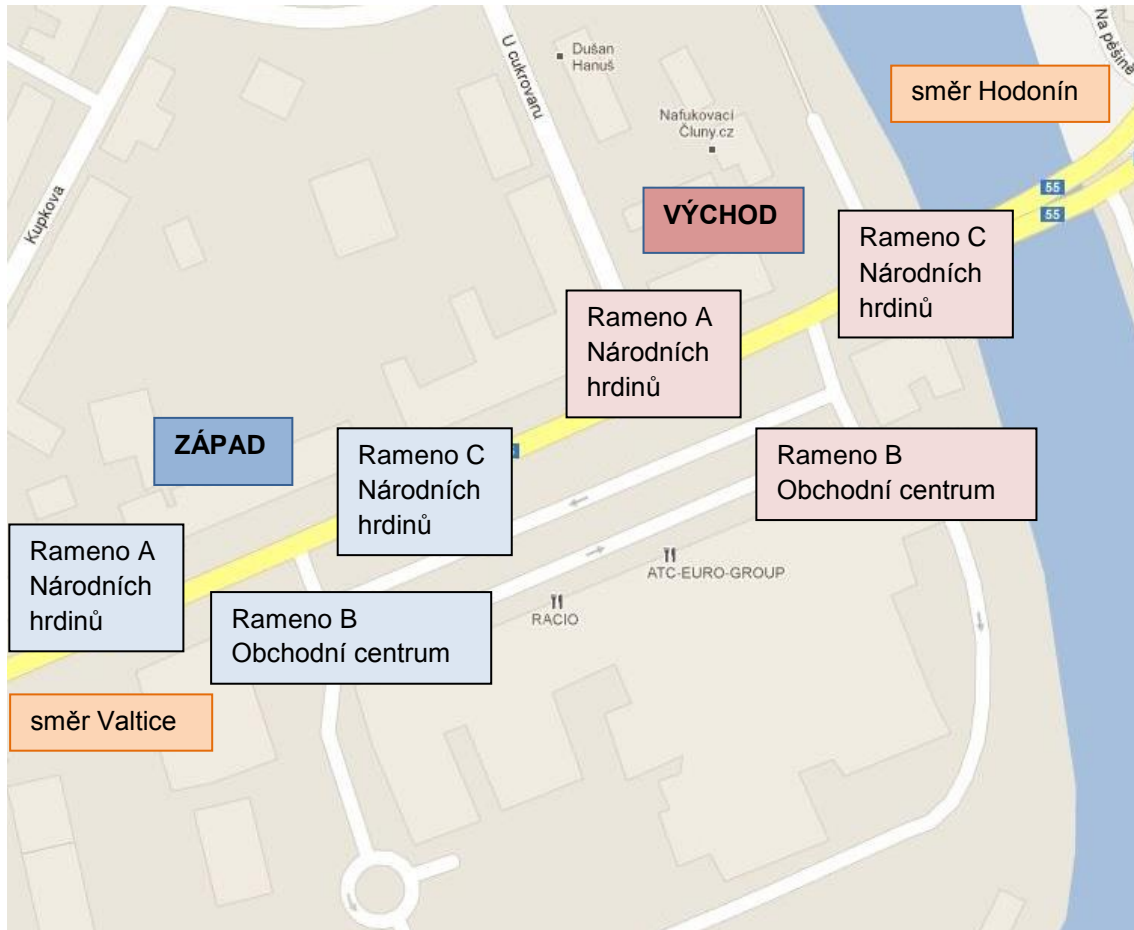 Dušan
Hanuš
U cukrovaru
Na pěšině
směr Hodonín
Nafukovací
Čluny.cz
Kupkova
55
55
VÝCHOD
Rameno C
Národních
hrdinů
Rameno A
Národních
hrdinů
ZÁPAD
Rameno C
Národních
hrdinů
Rameno B
Obchodní centrum
Rameno A
Národních
hrdinů
ATC-EURO-GROUP
RACIO
Rameno B
Obchodní centrum
směr Valtice